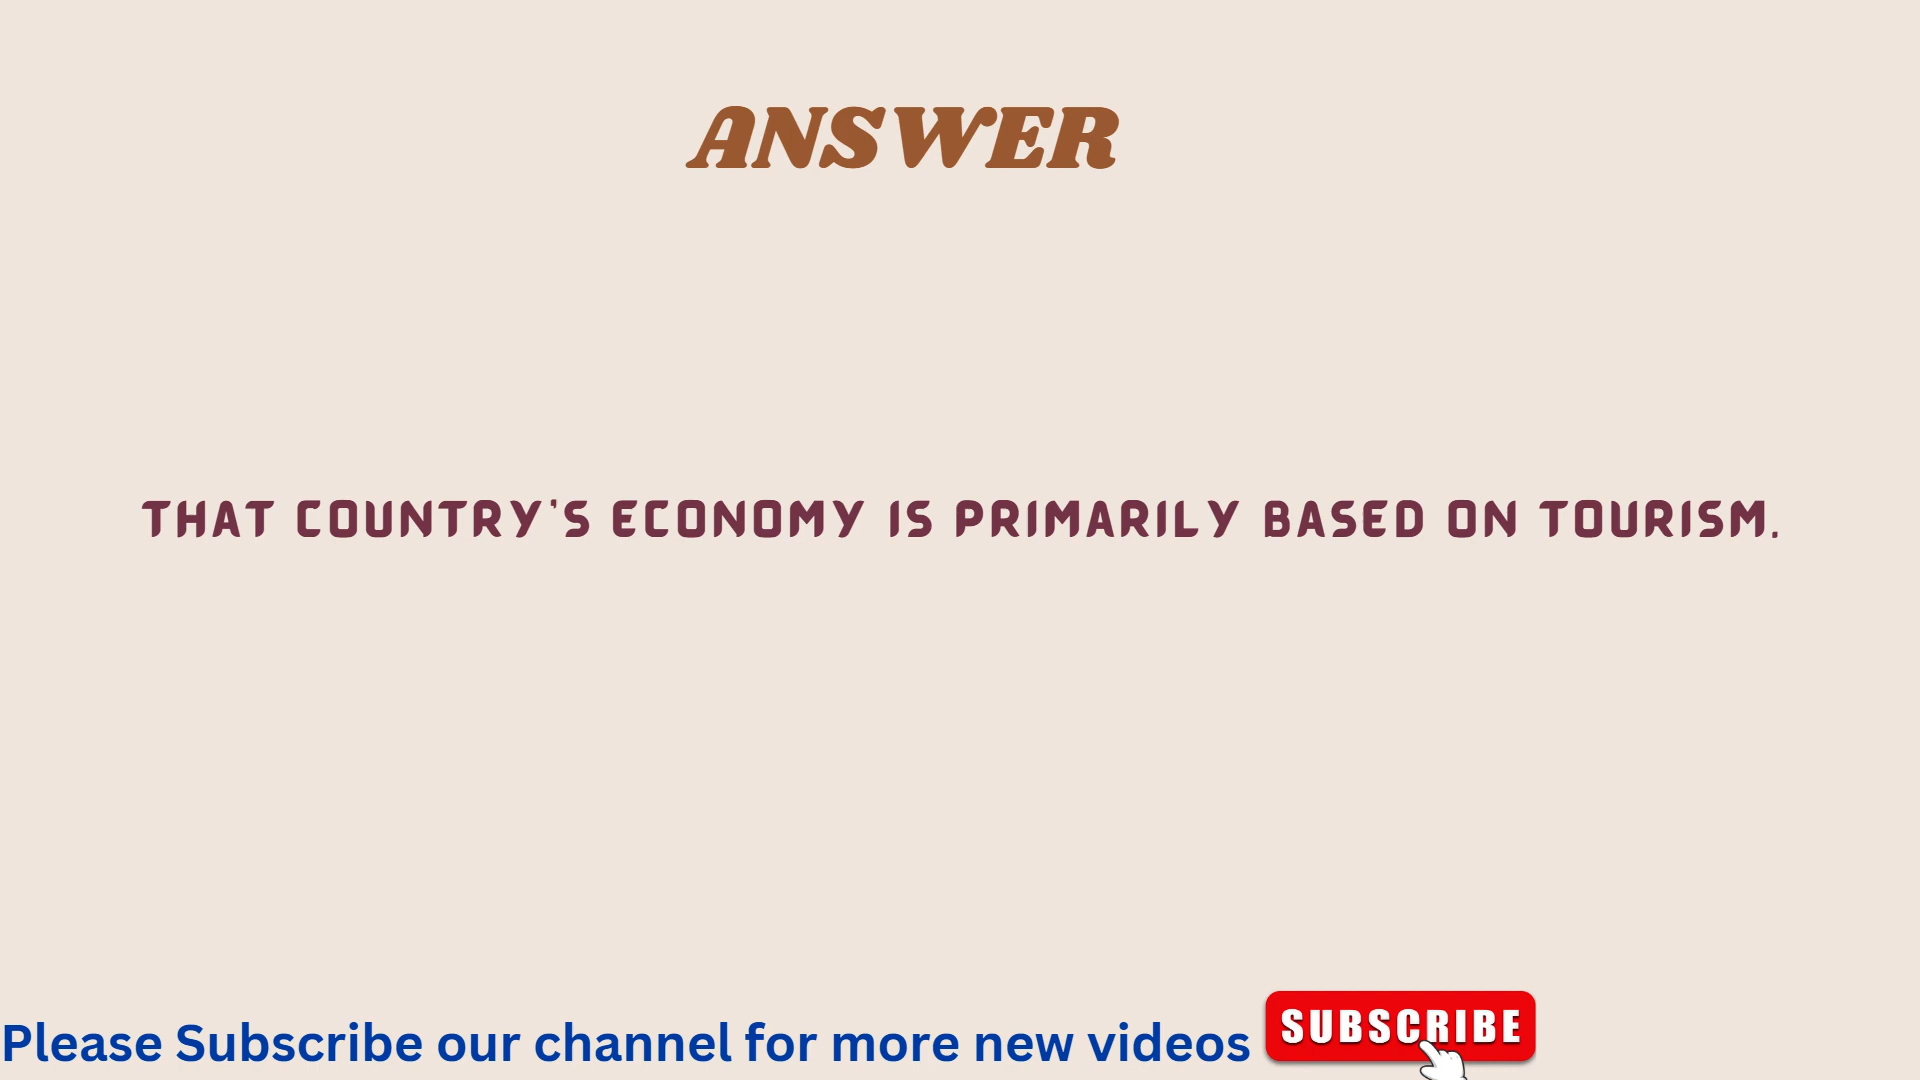 ANSWER
THAT COUNTRY'S ECONOMY IS PRIMARILY BASED ON TOURISM.
Please Subscribe our channel for more new videos
SUBSCRIBE